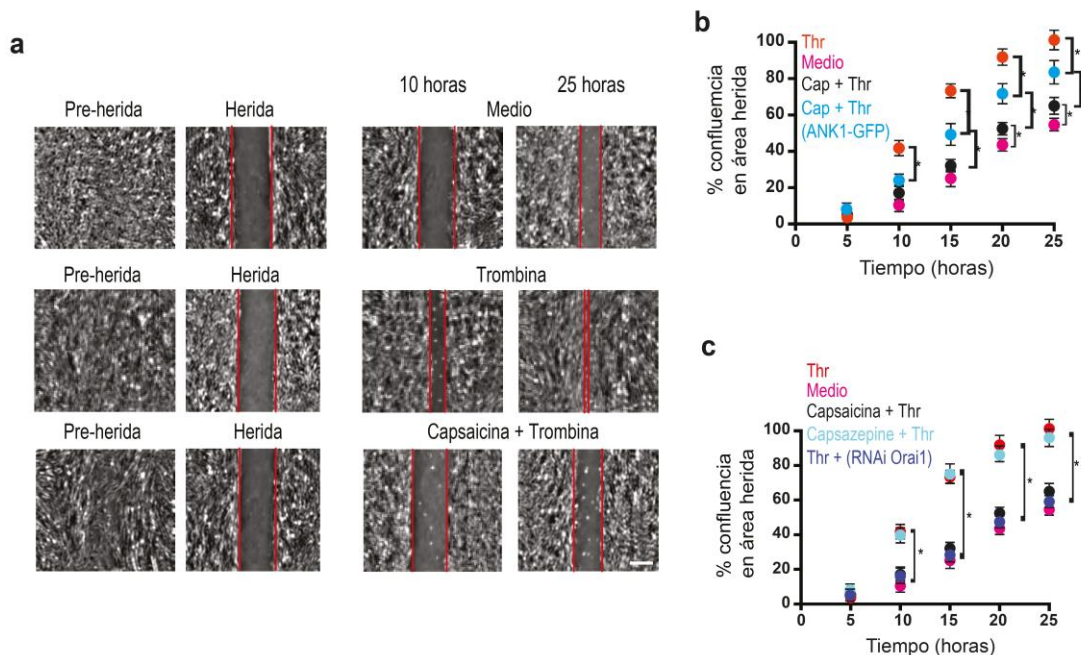 a
10 horas 25 horas
Pre-herida Herida Medio
Pre-herida Herida Trombina
Pre-herida Herida Capsaicina + Trombina
b
Thr
Medio
Cap + Thr
Cap + Thr
(ANK1-GFP)
% confluemcia
en área herida
100
80
60
40
20
0
0 5 10 15 20 25
Tiempo (horas)
* * * * * * * * *
c
Thr
Medio
Capsaicina + Thr
Capsazepine + Thr
Thr + (RNAi Orai1)
% confluencia
en área herida
100
80
60
40
20
0
0 5 10 15 20 25
Tiempo (horas)
* * * *